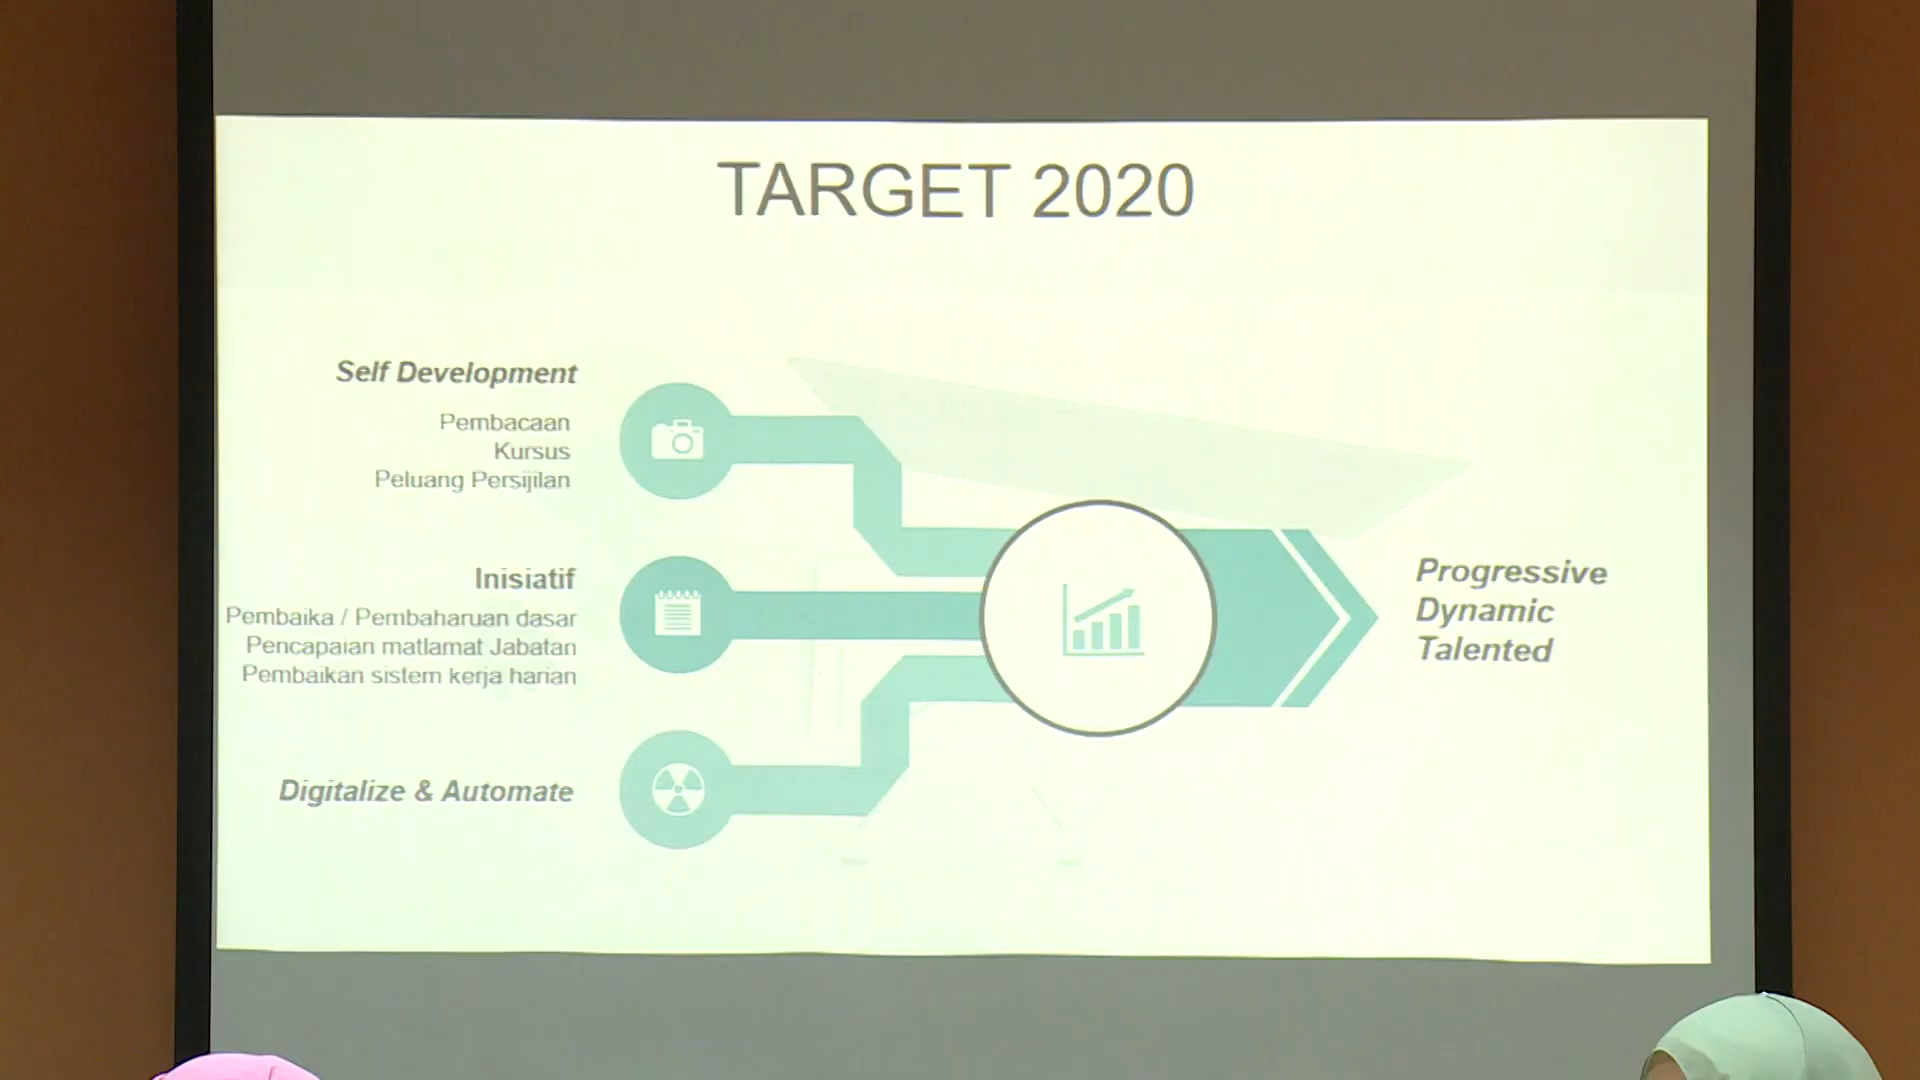 TARGET 2020
Self Development
Pembacaan
Kursus
Peluang Persijilan
Inisiatif
Pembaika / Pembaharuan dasar
Pencapaian matlamat Jabatan
Pembaikan sistem kerja harian
Digitalize & Automate
Progressive
Dynamic
Talented